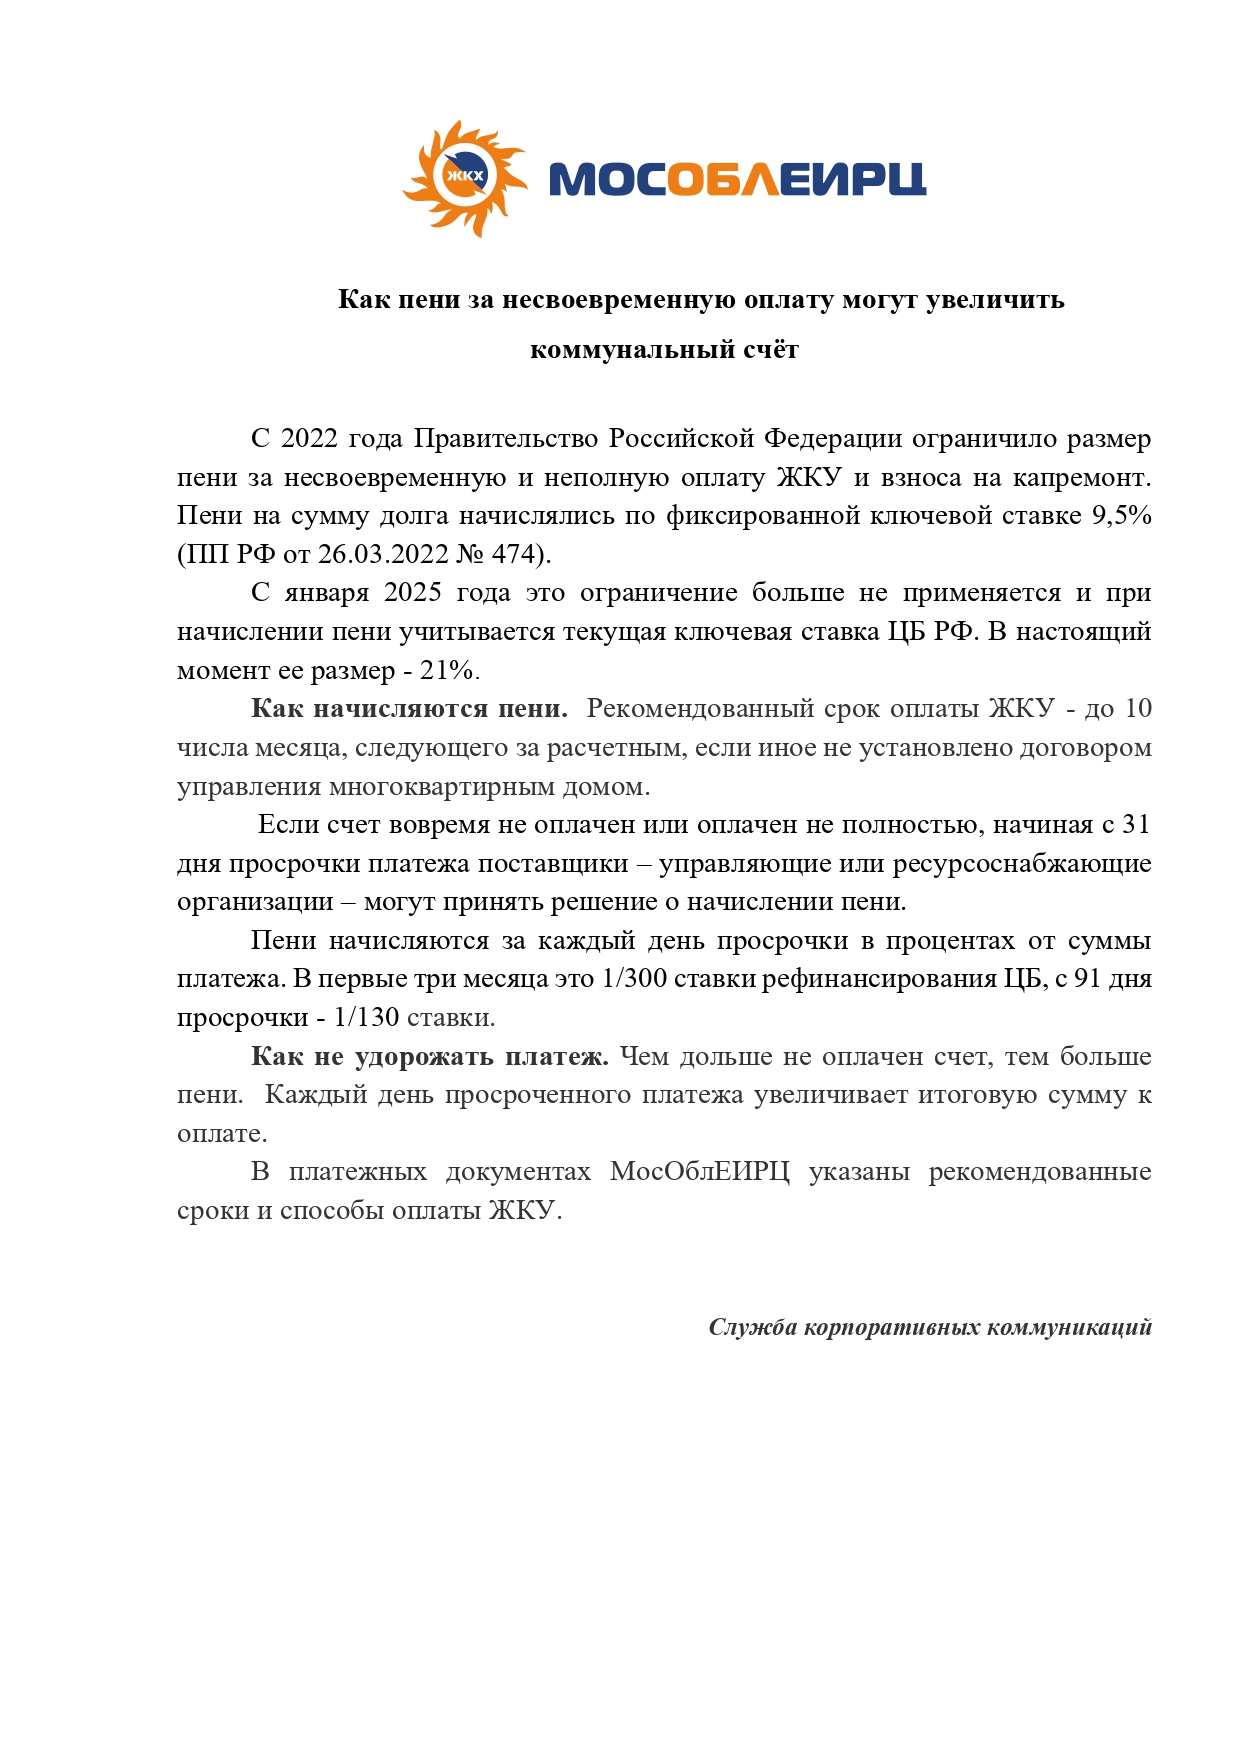 ЖКХ МОСОБЛЕИРЦ
Как пени за несвоевременную оплату могут увеличить
коммунальный счёт
С 2022 года Правительство Российской Федерации ограничило размер
пени за несвоевременную и неполную оплату ЖКУ и взноса на капремонт.
Пени на сумму долга начислялись по фиксированной ключевой ставке 9,5%
(ПП РФ от 26.03.2022 № 474).
С января 2025 года это ограничение больше не применяется и при
начислении пени учитывается текущая ключевая ставка ЦБ РФ. В настоящий
момент ее размер - 21%.
Как начисляются пени. Рекомендованный срок оплаты ЖКУ - до 10
числа месяца, следующего за расчетным, если иное не установлено договором
управления многоквартирным домом.
Если счет вовремя не оплачен или оплачен не полностью, начиная с 31
дня просрочки платежа поставщики – управляющие или ресурсоснабжающие
организации – могут принять решение о начислении пени.
Пени начисляются за каждый день просрочки в процентах от суммы
платежа. В первые три месяца это 1/300 ставки рефинансирования ЦБ, с 91 дня
просрочки - 1/130 ставки.
Как не удорожать платеж. Чем дольше не оплачен счет, тем больше
пени. Каждый день просроченного платежа увеличивает итоговую сумму к
оплате.
В платежных документах МосОблЕИРЦ указаны рекомендованные
сроки и способы оплаты ЖКУ.
Служба корпоративных коммуникаций